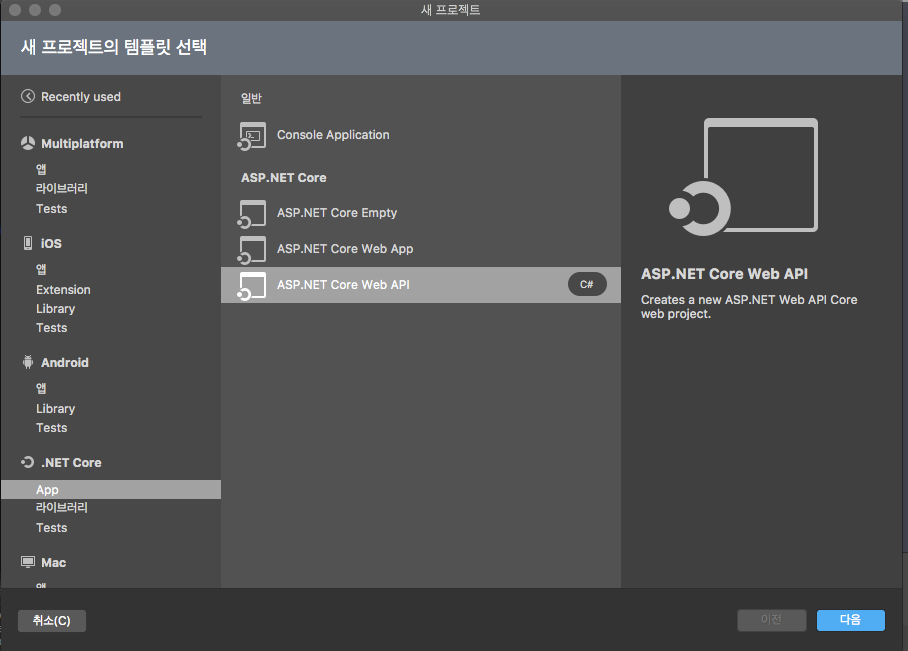 새 프로젝트
새 프로젝트의 템플릿 선택
Recently used
Multiplatform
앱
라이브러리
Tests
iOS
앱
Extension
Library
Tests
Android
앱
Library
Tests
.NET Core
App
라이브러리
Tests
Mac
앱
일반
Console Application
ASP.NET Core
ASP.NET Core Empty
ASP.NET Core Web App
ASP.NET Core Web API C#
ASP.NET Core Web API
Creates a new ASP.NET Web API Core
web project.
취소(C)
이전
다음